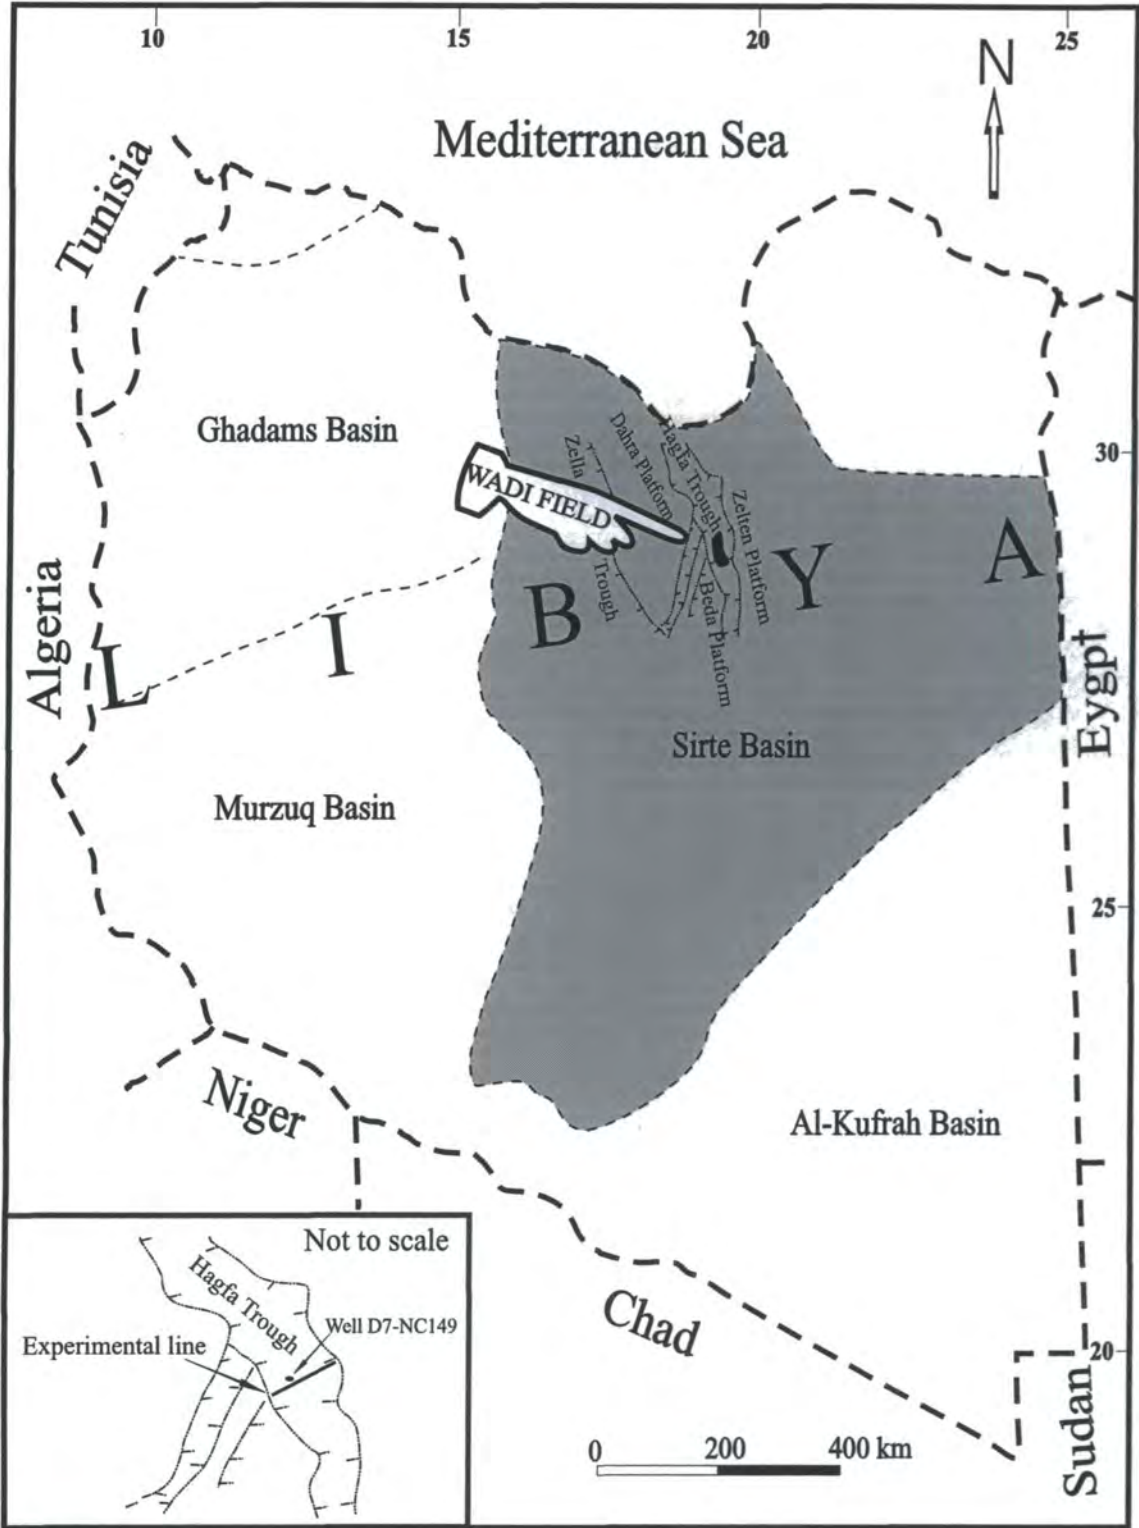 10 15 20 25
N
Mediterranean Sea
Tunisia
Ghadams Basin
30
Zella
Trough
Dahra Platform
Hagfa Trough
Zelten Platform
WADI FIELD
Beda Platform
L I B Y A
Algeria
Eygpt
Sirte Basin
Murzuq Basin
25
Niger
Al-Kufrah Basin
Chad
20
Sudan
0 200 400 km
Not to scale
Hagfa Trough
Well D7-NC149
Experimental line